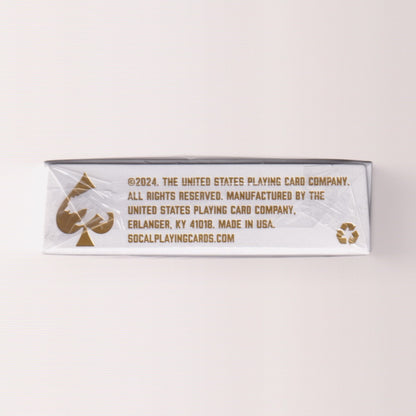 ©2024. THE UNITED STATES PLAYING CARD COMPANY.
ALL RIGHTS RESERVED. MANUFACTURED BY THE
UNITED STATES PLAYING CARD COMPANY,
ERLANGER, KY 41018. MADE IN USA.
SOCALPLAYINGCARDS.COM